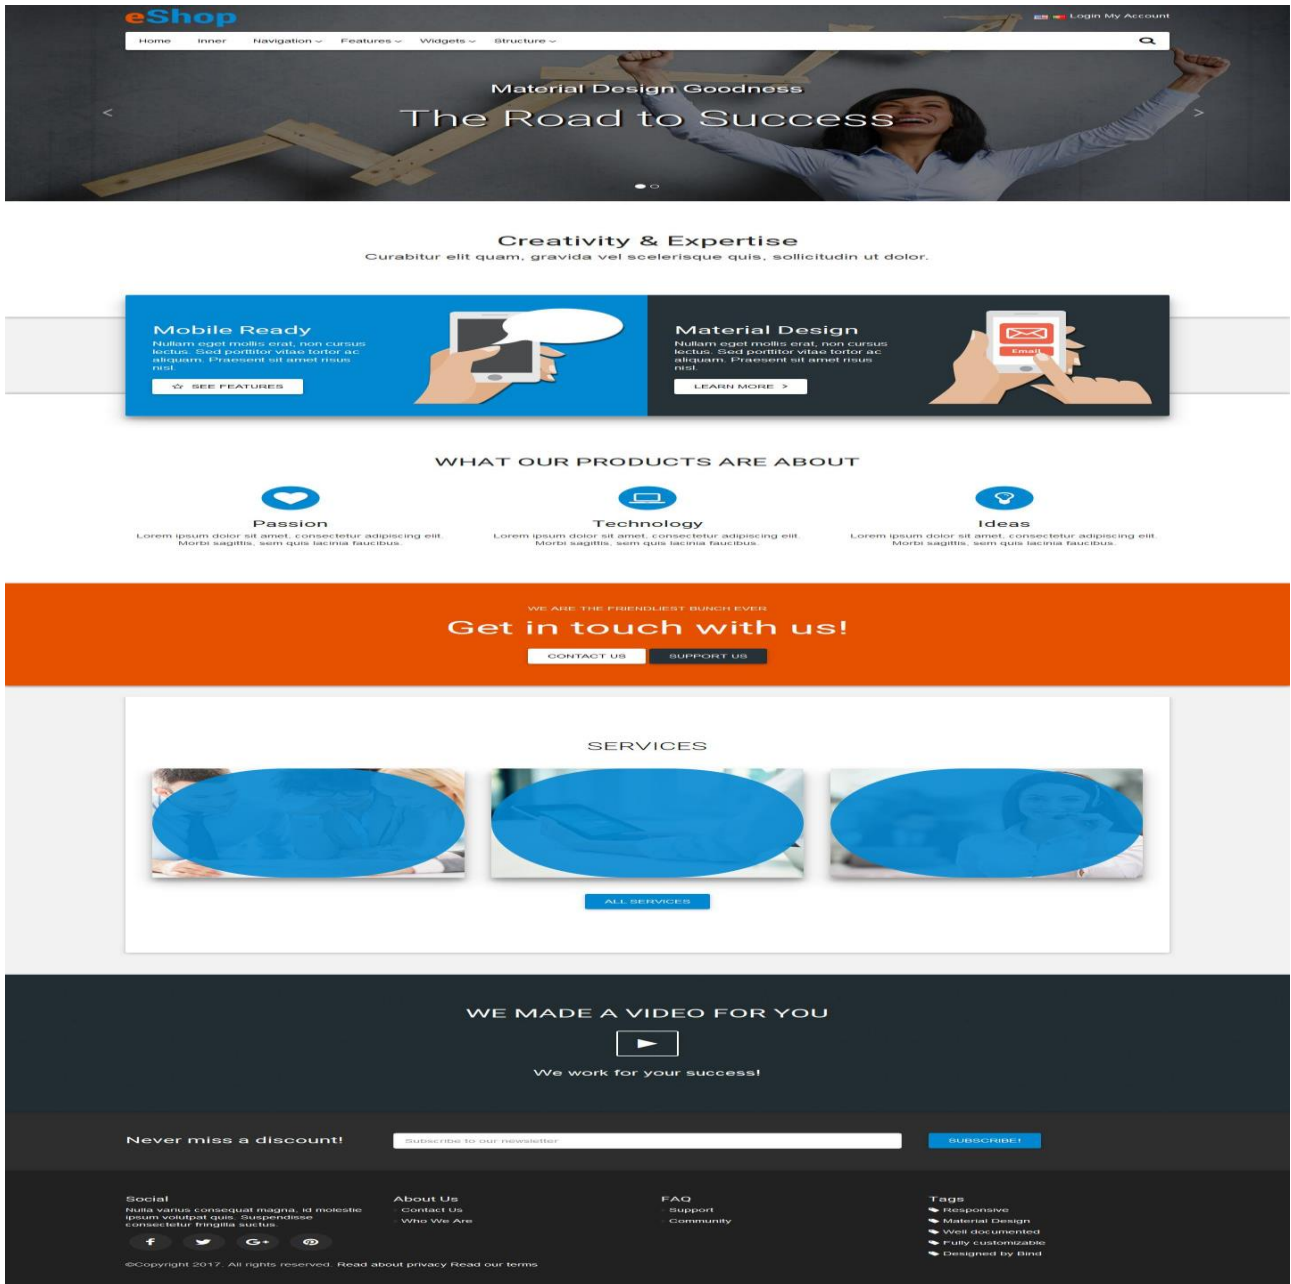 eShop
Login My Account
Home Inner Navigation Features Widgets Structure
Material Design Goodness
The Road to Success
Creativity & Expertise
Curabitur elit quam, gravida vel scelerisque quis, sollicitudin ut dolor.
Mobile Ready
Nullam eget mollis erat, non cursus
lectus. Sed porttitor vitae tortor ac
aliquam. Praesent sit amet risus
nisl.
SEE FEATURES
Material Design
Nullam eget mollis erat, non cursus
lectus. Sed porttitor vitae tortor ac
aliquam. Praesent sit amet risus
nisl.
LEARN MORE >
Email
WHAT OUR PRODUCTS ARE ABOUT
Passion
Lorem ipsum dolor sit amet, consectetur adipiscing elit.
Morbi sagittis, sem quis lacinia faucibus.
Technology
Lorem ipsum dolor sit amet, consectetur adipiscing elit.
Morbi sagittis, sem quis lacinia faucibus.
Ideas
Lorem ipsum dolor sit amet, consectetur adipiscing elit.
Morbi sagittis, sem quis lacinia faucibus.
WE ARE THE FRIENDLIEST BUNCH EVER
Get in touch with us!
CONTACT US
SUPPORT US
SERVICES
ALL SERVICES
WE MADE A VIDEO FOR YOU
We work for your success!
Never miss a discount!
Subscribe to our newsletter
SUBSCRIBE!
Social
Nulla varius consequat magna, id molestie
ipsum volutpat quis. Suspendisse
consectetur fringilla suctus.
f G+
About Us
Contact Us
Who We Are
FAQ
Support
Community
Tags
Responsive
Material Design
Well documented
Fully customizable
Designed by Bind
©Copyright 2017. All rights reserved. Read about privacy Read our terms